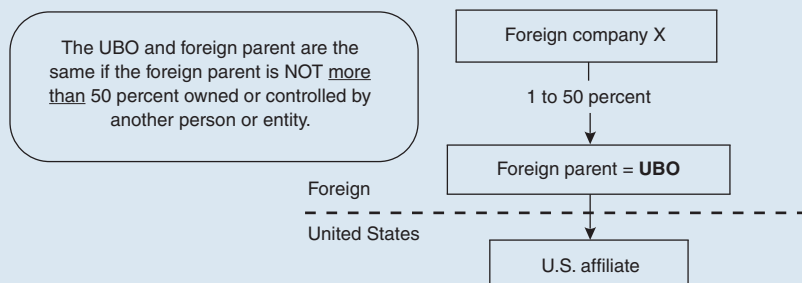 The UBO and foreign parent are the
same if the foreign parent is NOT more
than 50 percent owned or controlled by
another person or entity.
Foreign company X
1 to 50 percent
Foreign parent = UBO
Foreign
United States
U.S. affiliate